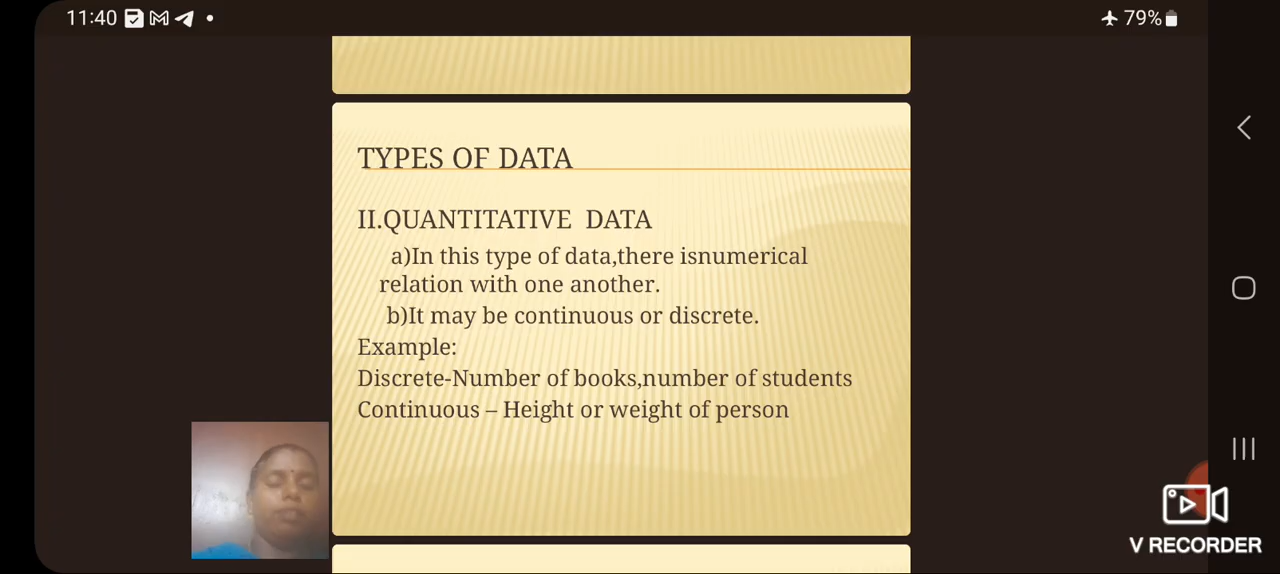 11:40
79%
TYPES OF DATA
II.QUANTITATIVE DATA
a)In this type of data,there isnumerical
relation with one another.
b)It may be continuous or discrete.
Example:
Discrete-Number of books,number of students
Continuous – Height or weight of person
V RECORDER